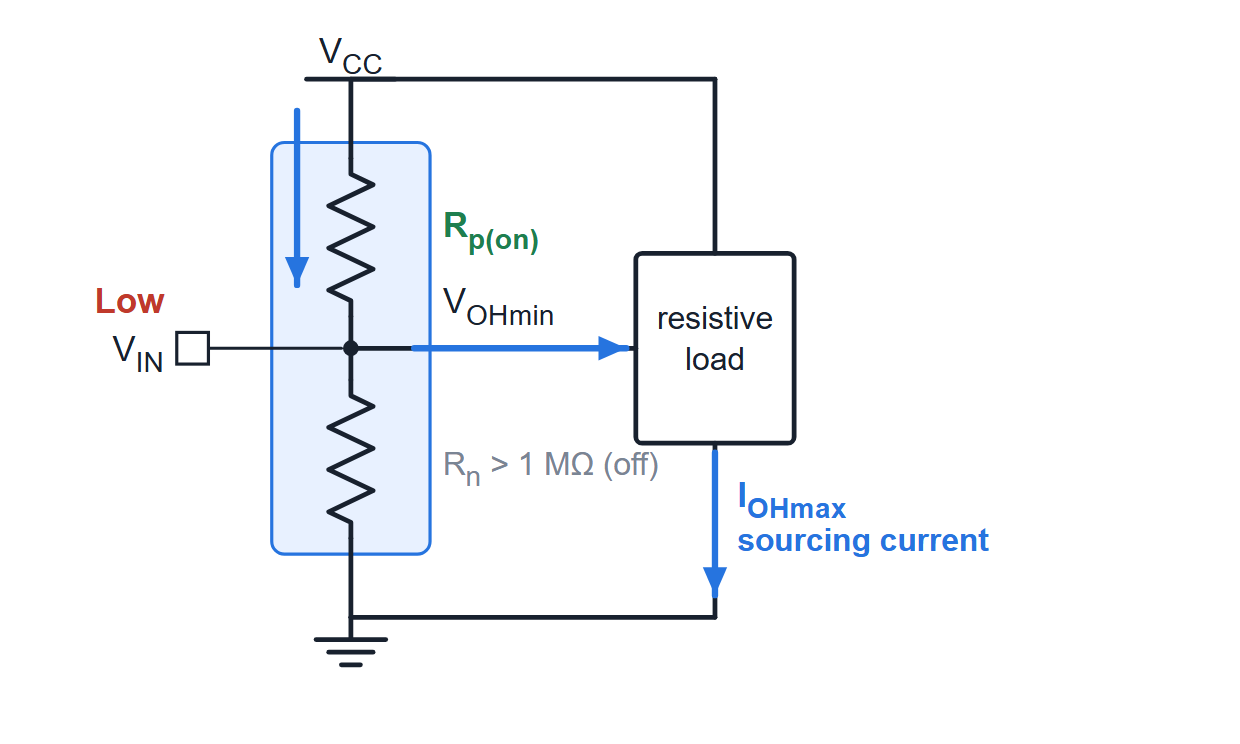 VCC
Rp(on)
Low
VOHmin
VIN
resistive
load
Rn > 1 MΩ (off)
IOHmax
sourcing current